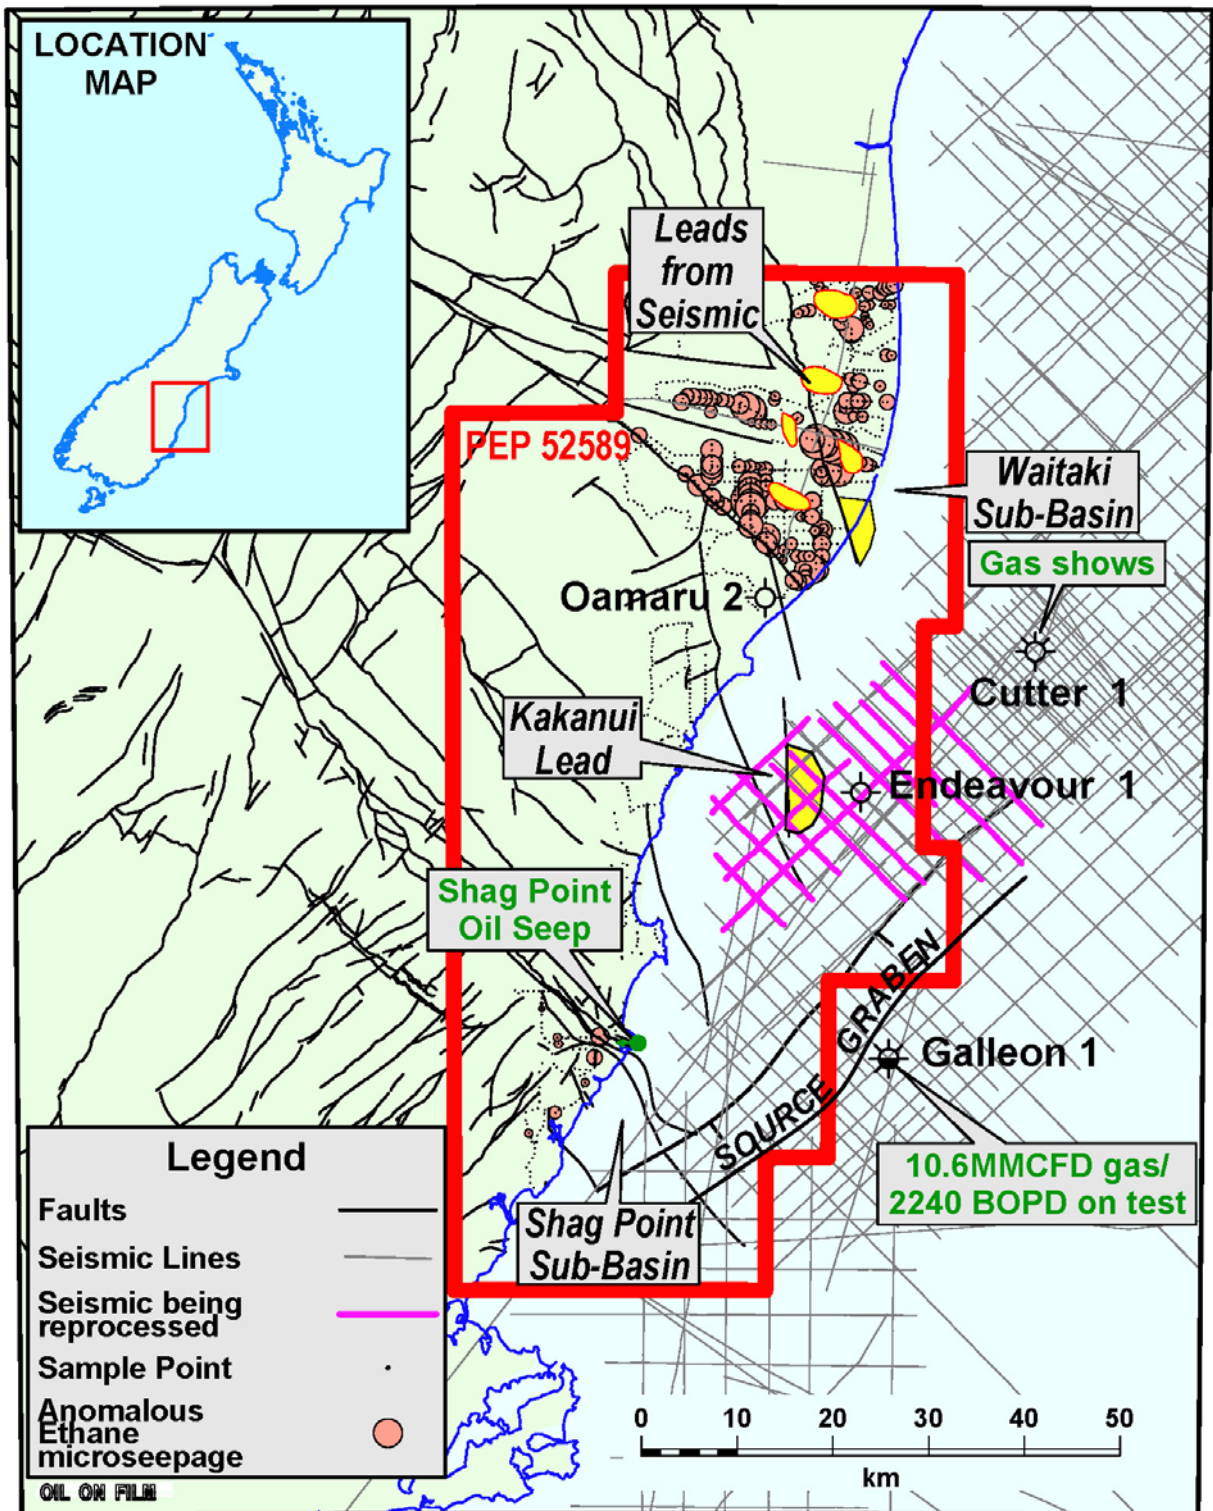 LOCATION
MAP
Leads
from
Seismic
PEP 52589
Waitaki
Sub-Basin
Gas shows
Oamaru 2
Cutter 1
Kakanui
Lead
Endeavour 1
Shag Point
Oil Seep
SOURCE GRABEN
Galleon 1
10.6MMCFD gas/
2240 BOPD on test
Shag Point
Sub-Basin
Legend
Faults
Seismic Lines
Seismic being
reprocessed
Sample Point
Anomalous
Ethane
microseepage
OIL ON FILM
0 10 20 30 40 50
km